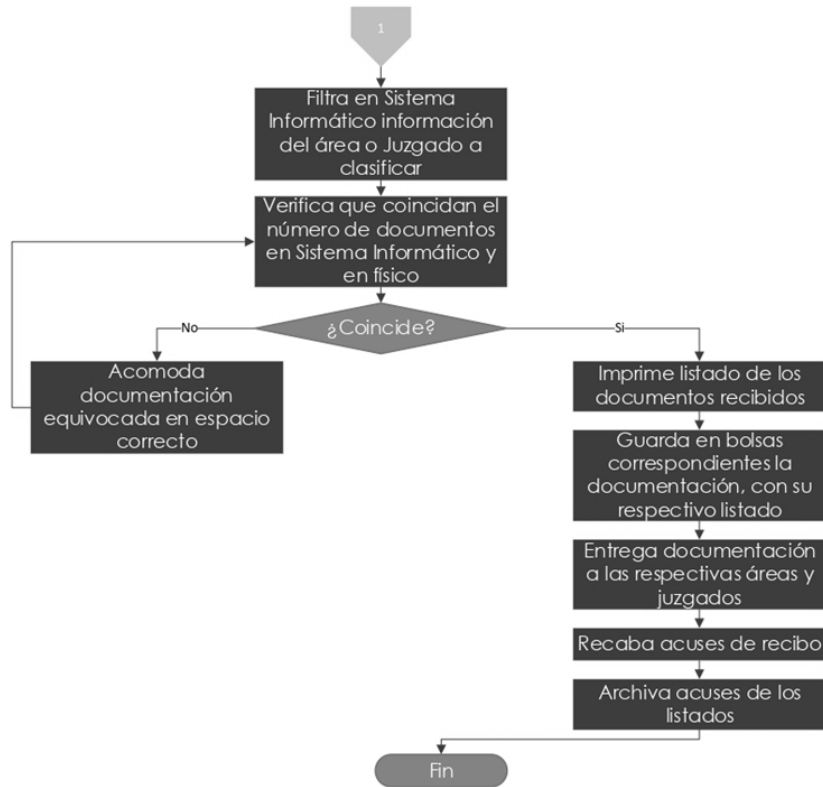 1
Filtra en Sistema
Informático información
del área o Juzgado a
clasificar
Verifica que coincidan el
número de documentos
en Sistema Informático y
en físico
¿Coincide?
No
Si
Acomoda
documentación
equivocada en espacio
correcto
Imprime listado de los
documentos recibidos
Guarda en bolsas
correspondientes la
documentación, con su
respectivo listado
Entrega documentación
a las respectivas áreas y
juzgados
Recaba acuses de recibo
Archiva acuses de los
listados
Fin